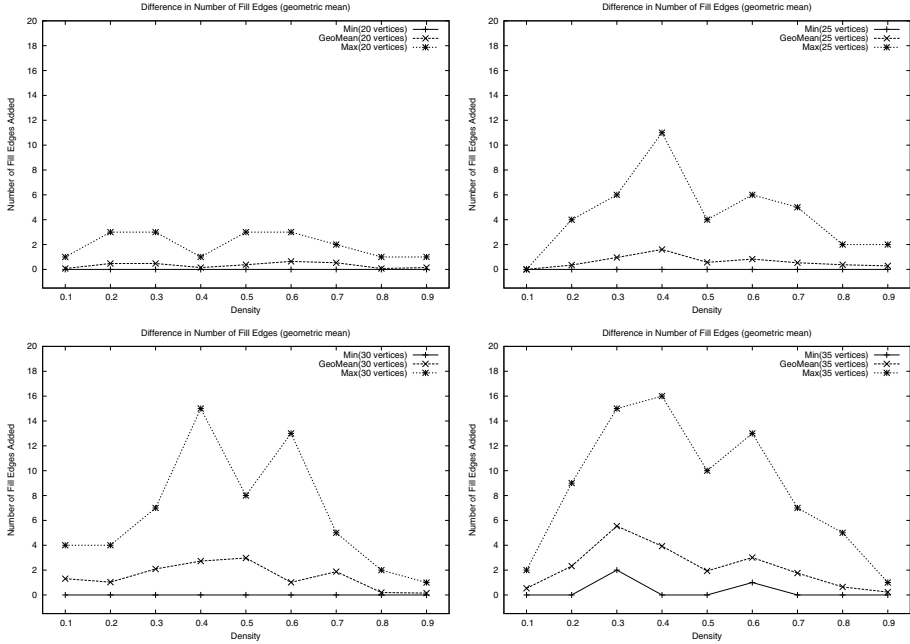 Difference in Number of Fill Edges (geometric mean)
20
18
16
14
12
10
8
6
4
2
0
Number of Fill Edges Added
Min(20 vertices)
GeoMean(20 vertices)
Max(20 vertices)
0.1 0.2 0.3 0.4 0.5 0.6 0.7 0.8 0.9
Density
Difference in Number of Fill Edges (geometric mean)
20
18
16
14
12
10
8
6
4
2
0
Number of Fill Edges Added
Min(25 vertices)
GeoMean(25 vertices)
Max(25 vertices)
0.1 0.2 0.3 0.4 0.5 0.6 0.7 0.8 0.9
Density
Difference in Number of Fill Edges (geometric mean)
20
18
16
14
12
10
8
6
4
2
0
Number of Fill Edges Added
Min(30 vertices)
GeoMean(30 vertices)
Max(30 vertices)
0.1 0.2 0.3 0.4 0.5 0.6 0.7 0.8 0.9
Density
Difference in Number of Fill Edges (geometric mean)
20
18
16
14
12
10
8
6
4
2
0
Number of Fill Edges Added
Min(35 vertices)
GeoMean(35 vertices)
Max(35 vertices)
0.1 0.2 0.3 0.4 0.5 0.6 0.7 0.8 0.9
Density